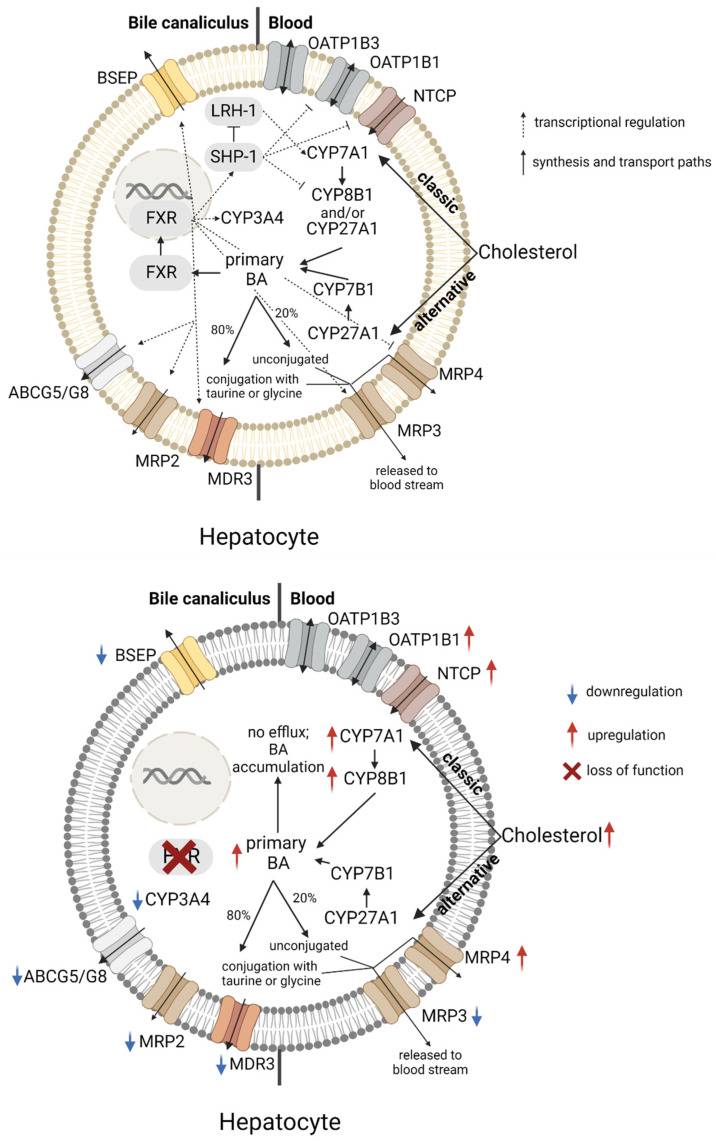 Bile canaliculus
Blood
OATP1B3
OATP1B1
BSEP
NTCP
LRH-1
transcriptional regulation
SHP-1
CYP7A1
synthesis and transport paths
classic
CYP8B1
and/or
CYP27A1
FXR
CYP3A4
Cholesterol
primary
BA
FXR
CYP7B1
alternative
20%
80%
CYP27A1
unconjugated
MRP4
ABCG5/G8
conjugation with
taurine or glycine
MRP3
MRP2
MDR3
released to
blood stream
Hepatocyte
Bile canaliculus
Blood
OATP1B3
OATP1B1
BSEP
NTCP
downregulation
no efflux;
BA
accumulation
CYP7A1
upregulation
CYP8B1
loss of function
classic
Cholesterol
primary
BA
FXR
CYP7B1
CYP3A4
alternative
20%
80%
CYP27A1
unconjugated
MRP4
ABCG5/G8
conjugation with
taurine or glycine
MRP3
MRP2
MDR3
released to
blood stream
Hepatocyte